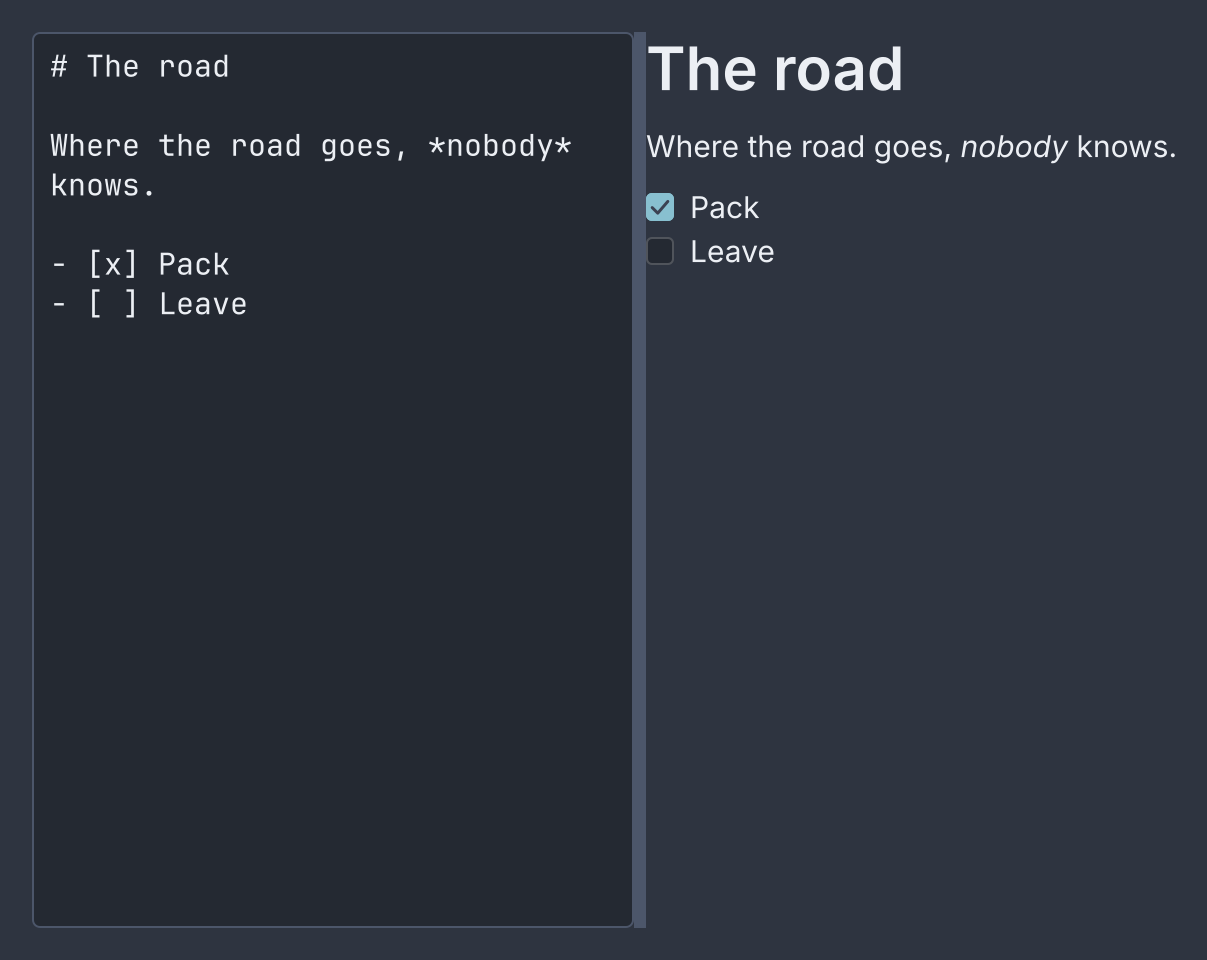 # The road
Where the road goes, *nobody*
knows.
- [x] Pack
- [ ] Leave
The road
Where the road goes, nobody knows.
Pack
Leave